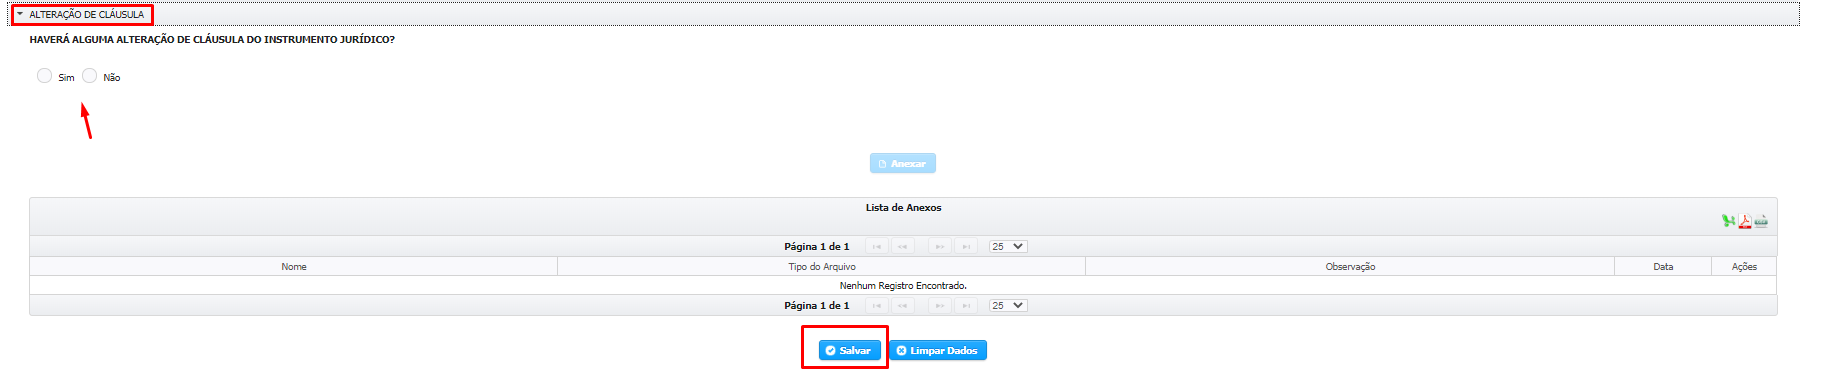 ALTERAÇÃO DE CLÁUSULA
HAVERÁ ALGUMA ALTERAÇÃO DE CLÁUSULA DO INSTRUMENTO JURÍDICO?
Sim Não
Anexar
Lista de Anexos
Página 1 de 1 25
Nome Tipo do Arquivo Observação Data Ações
Nenhum Registro Encontrado.
Página 1 de 1 25
Salvar Limpar Dados